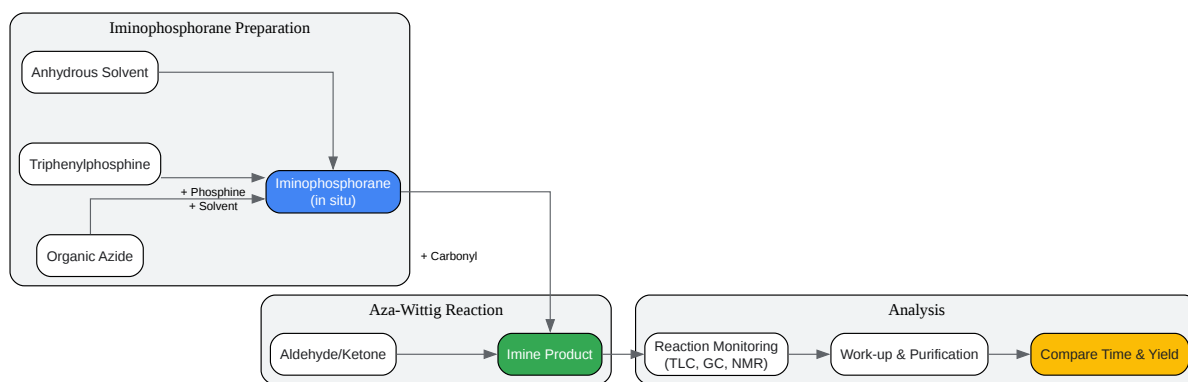 Iminophosphorane Preparation
Anhydrous Solvent
Triphenylphosphine
+ Phosphine
+ Solvent
Iminophosphorane
(in situ)
Organic Azide
+ Carbonyl
Aza-Wittig Reaction
Aldehyde/Ketone
Imine Product
Analysis
Reaction Monitoring
(TLC, GC, NMR)
Work-up & Purification
Compare Time & Yield